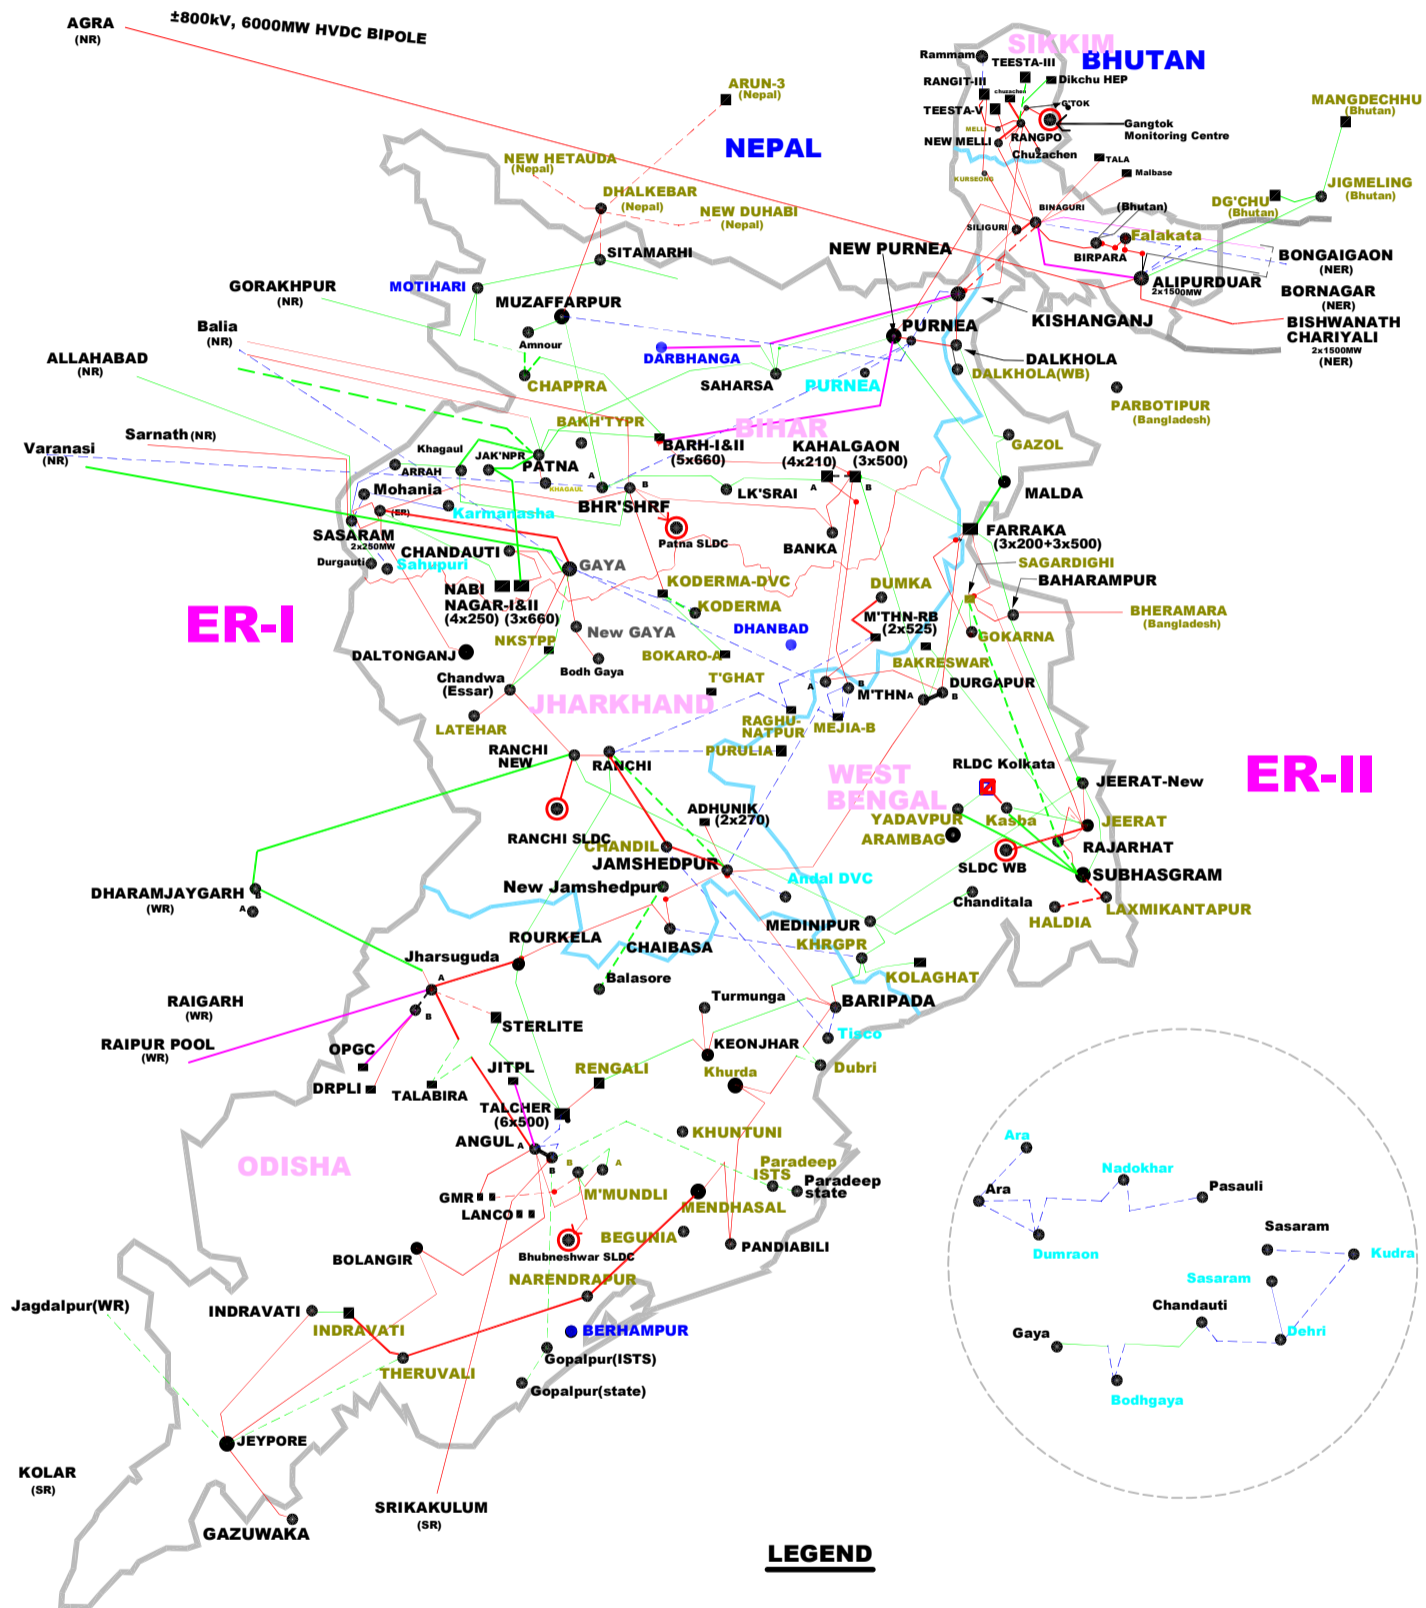 AGRA
(NR)
±800kV, 6000MW HVDC BIPOLE
SIKKIM
BHUTAN
Rammam
TEESTA-III
RANGIT-III
Dikchu HEP
chuzachen
TEESTA-V
G'TOK
MELLI
RANGPO
Gangtok
Monitoring Centre
NEW MELLI
Chuzachen
TALA
Malbase
KURSEONG
MANGDECHHU
(Bhutan)
JIGMELING
(Bhutan)
DG'CHU
(Bhutan)
ARUN-3
(Nepal)
NEPAL
NEW HETAUDA
(Nepal)
DHALKEBAR
(Nepal)
NEW DUHABI
(Nepal)
BINAGURI
(Bhutan)
SILIGURI
Falakata
BIRPARA
BONGAIGAON
(NER)
ALIPURDUAR
2x1500MW
BORNAGAR
(NER)
BISHWANATH
CHARIYALI
2x1500MW
(NER)
SITAMARHI
NEW PURNEA
GORAKHPUR
(NR)
MOTIHARI
MUZAFFARPUR
KISHANGANJ
PURNEA
Balia
(NR)
Amnour
DARBHANGA
DALKHOLA
DALKHOLA(WB)
ALLAHABAD
(NR)
CHAPPRA
SAHARSA
PURNEA
PARBOTIPUR
(Bangladesh)
BAKH'TYPR
BIHAR
GAZOL
Sarnath(NR)
Varanasi
(NR)
Khagaul
JAK'NPR
PATNA
ARRAH
KHAGAUL
BARH-I&II
(5x660)
KAHALGAON
(4x210) (3x500)
A
B
A
B
MALDA
Mohania
(ER)
Karmanasha
BHR'SHRF
LK'SRAI
SASARAM
2x250MW
Patna SLDC
BANKA
FARRAKA
(3x200+3x500)
Durgauti
Sahupuri
CHANDAUTI
GAYA
SAGARDIGHI
BAHARAMPUR
NABI
NAGAR-I&II
(4x250) (3x660)
KODERMA-DVC
KODERMA
DUMKA
M'THN-RB
(2x525)
BHERAMARA
(Bangladesh)
ER-I
NKSTPP
New GAYA
DHANBAD
GOKARNA
DALTONGANJ
Bodh Gaya
BOKARO-A
BAKRESWAR
Chandwa
(Essar)
T'GHAT
A
B
M'THN
A
B
DURGAPUR
JHARKHAND
LATEHAR
RAGHU-
NATPUR
MEJIA-B
RANCHI
NEW
RANCHI
PURULIA
WEST
BENGAL
RLDC Kolkata
JEERAT-New
ER-II
ADHUNIK
(2x270)
YADAVPUR
Kasba
JEERAT
RANCHI SLDC
CHANDIL
ARAMBAG
RAJARHAT
JAMSHEDPUR
SLDC WB
SUBHASGRAM
DHARAMJAYGARH
(WR)
B
A
New Jamshedpur
Andal DVC
Chanditala
HALDIA
LAXMIKANTAPUR
MEDINIPUR
ROURKELA
CHAIBASA
KHRGPR
Jharsuguda
A
B
Balasore
KOLAGHAT
RAIGARH
(WR)
Turmunga
BARIPADA
STERLITE
RAIPUR POOL
(WR)
OPGC
KEONJHAR
Tisco
DRPLI
TALABIRA
JITPL
RENGALI
Khurda
Dubri
TALCHER
(6x500)
KHUNTUNI
ANGUL
A
B
ODISHA
B
A
M'MUNDLI
Paradeep
ISTS
Paradeep
state
GMR
LANCO
MENDHASAL
BEGUNIA
PANDIABILI
BOLANGIR
Bhubneshwar SLDC
NARENDRAPUR
Jagdalpur(WR)
INDRAVATI
INDRAVATI
BERHAMPUR
THERUVALI
Gopalpur(ISTS)
Gopalpur(state)
JEYPORE
KOLAR
(SR)
SRIKAKULUM
(SR)
GAZUWAKA
LEGEND
Ara
Nadokhar
Ara
Pasauli
Dumraon
Sasaram
Kudra
Sasaram
Chandauti
Gaya
Dehri
Bodhgaya